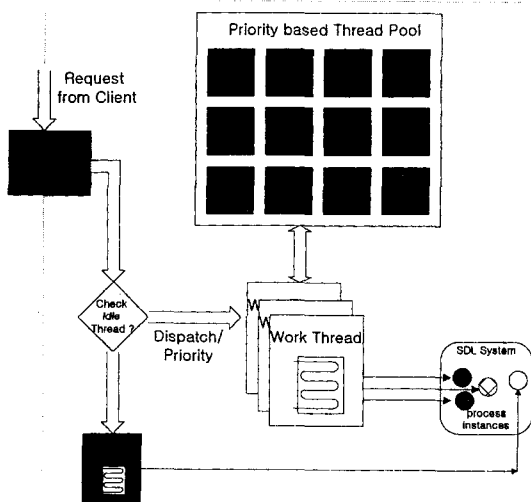 Priority based Thread Pool
Request
from Client
Check
Idle
Thread ?
Dispatch/
Priority
Work Thread
SDL System
process
instances